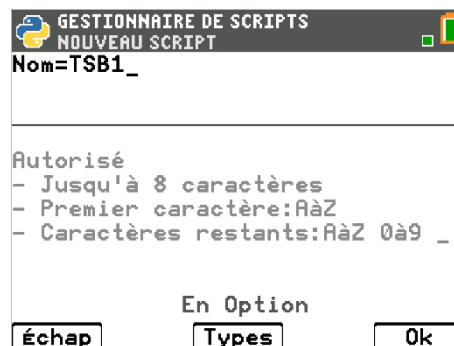 GESTIONNAIRE DE SCRIPTS
NOUVEAU SCRIPT
Nom=TSB1_
Autorisé
- Jusqu'à 8 caractères
- Premier caractère:AàZ
- Caractères restants:AàZ 0à9 _
En Option
échap Types Ok